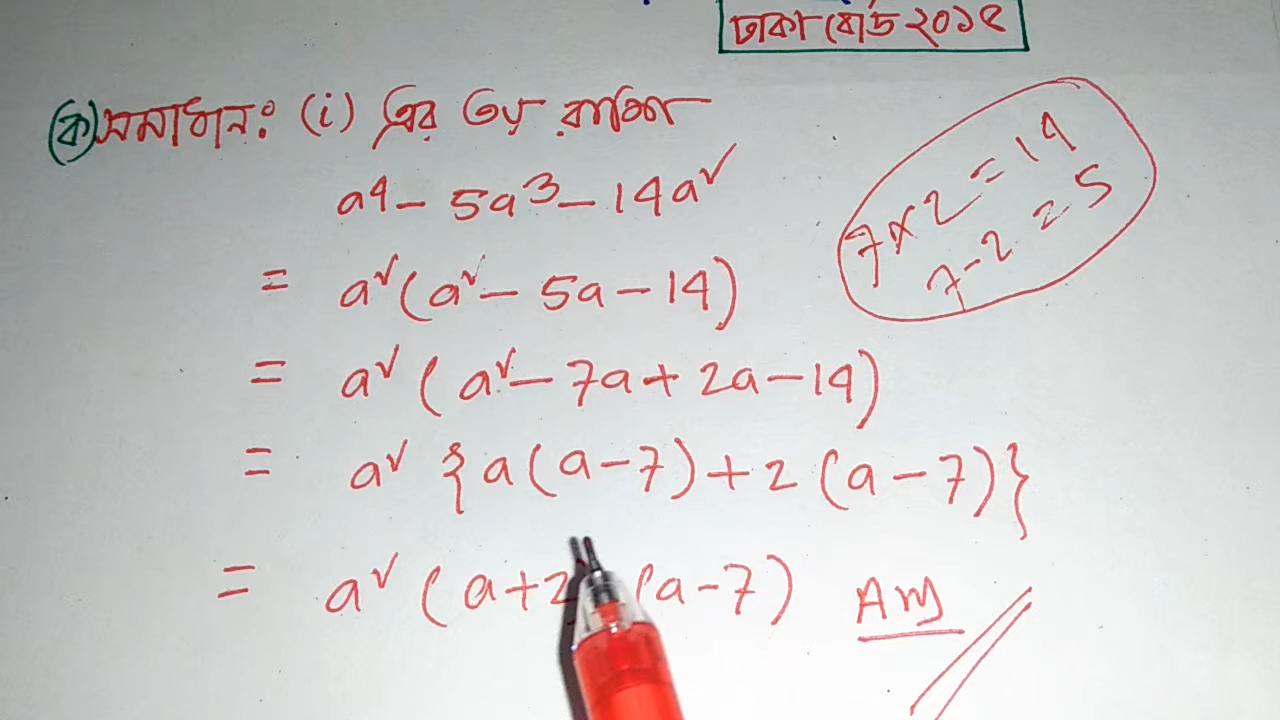 ঢাকা বোর্ড ২০১৫
(ক) সমাধান: (i) এর ৩য় রাশি
a⁴ - 5a³ - 14a²
= a² (a² - 5a - 14)
= a² (a² - 7a + 2a - 14)
= a² {a(a - 7) + 2 (a - 7)}
= a² (a+2) (a-7) Ans
7 × 2 = 14
7 - 2 = 5